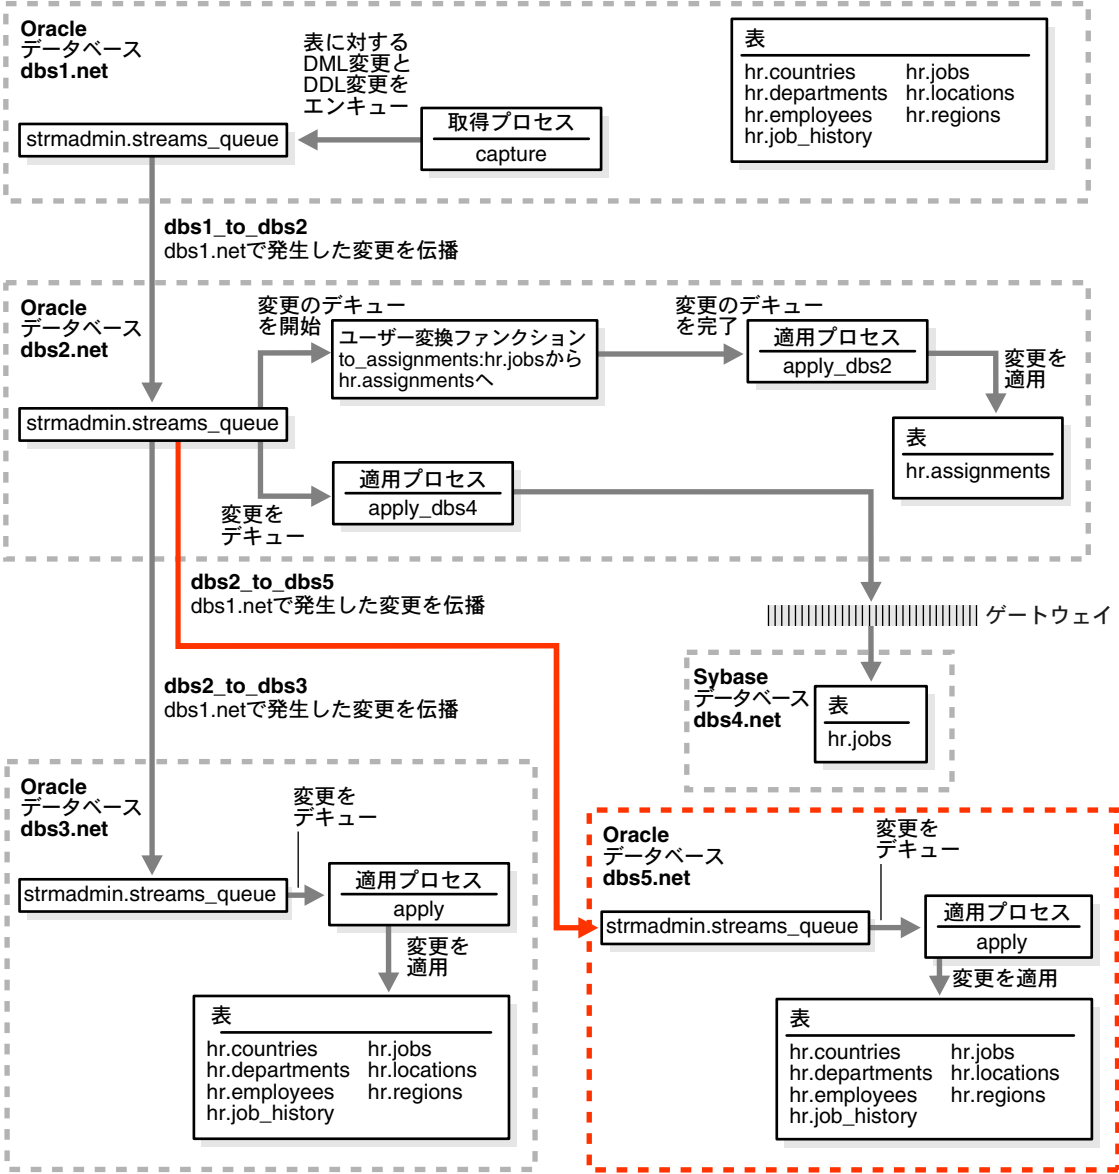 Oracle
データベース
dbs1.net
表に対する
DML変更と
DDL変更を
エンキュー
strmadmin.streams_queue
取得プロセス
capture
表
hr.countries hr.jobs
hr.departments hr.locations
hr.employees hr.regions
hr.job_history
dbs1_to_dbs2
dbs1.netで発生した変更を伝播
Oracle
データベース
dbs2.net
変更のデキュー
を開始
ユーザー変換ファンクション
to_assignments:hr.jobsから
hr.assignmentsへ
変更のデキュー
を完了
適用プロセス
apply_dbs2
変更を
適用
strmadmin.streams_queue
表
hr.assignments
適用プロセス
apply_dbs4
変更を
デキュー
dbs2_to_dbs5
dbs1.netで発生した変更を伝播
ゲートウェイ
dbs2_to_dbs3
dbs1.netで発生した変更を伝播
Sybase
データベース
dbs4.net
表
hr.jobs
Oracle
データベース
dbs3.net
変更を
デキュー
strmadmin.streams_queue
適用プロセス
apply
変更を
適用
表
hr.countries hr.jobs
hr.departments hr.locations
hr.employees hr.regions
hr.job_history
Oracle
データベース
dbs5.net
変更を
デキュー
strmadmin.streams_queue
適用プロセス
apply
変更を適用
表
hr.countries hr.jobs
hr.departments hr.locations
hr.employees hr.regions
hr.job_history